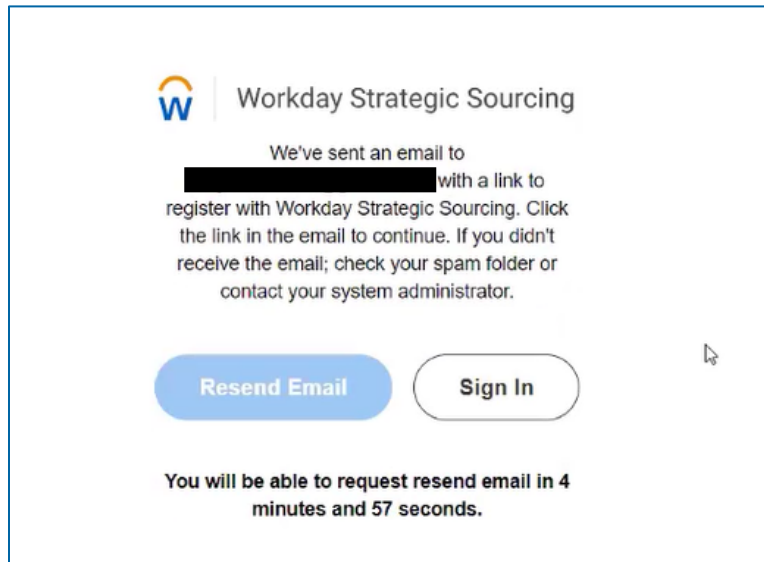 W
Workday Strategic Sourcing
We've sent an email to
with a link to
register with Workday Strategic Sourcing. Click
the link in the email to continue. If you didn't
receive the email; check your spam folder or
contact your system administrator.
Resend Email
Sign In
You will be able to request resend email in 4
minutes and 57 seconds.